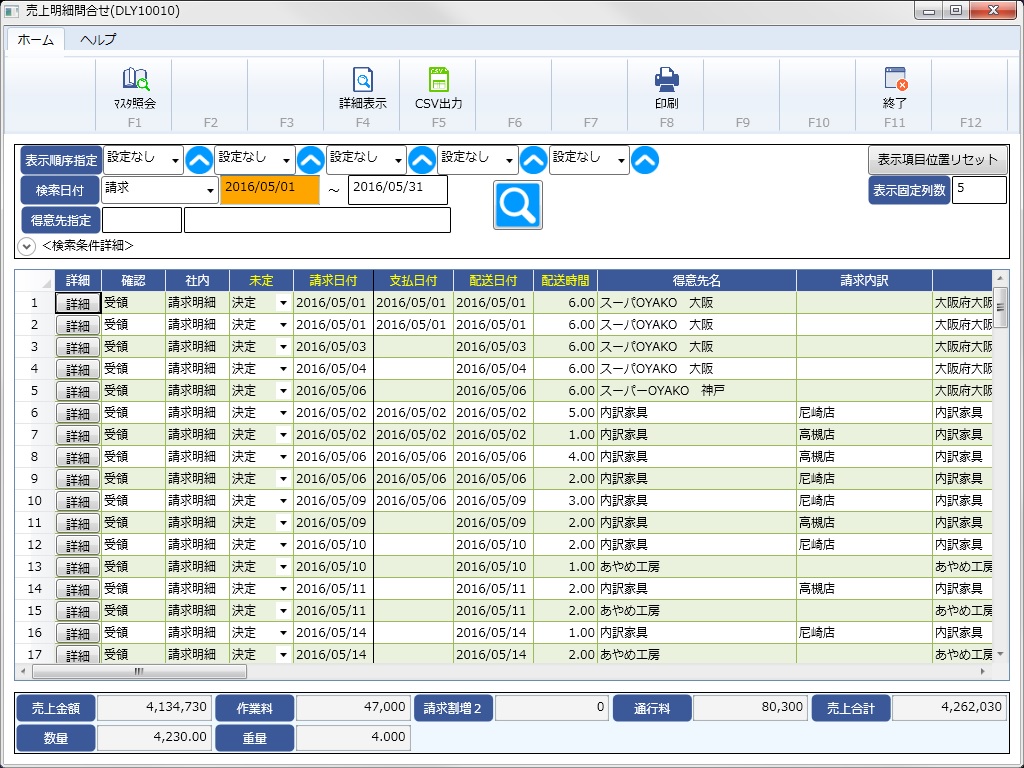 売上明細問合せ(DLY10010)
ホーム ヘルプ
ﾏｽﾀ照会 詳細表示 CSV出力 印刷 終了
F1 F2 F3 F4 F5 F6 F7 F8 F9 F10 F11 F12
表示順序指定 設定なし 設定なし 設定なし 設定なし 設定なし 表示項目位置リセット
検索日付 請求 2016/05/01 ～ 2016/05/31 表示固定列数 5
得意先指定
<検索条件詳細>
詳細 確認 社内 未定 請求日付 支払日付 配送日付 配送時間 得意先名 請求内訳
1 詳細 受領 請求明細 決定 2016/05/01 2016/05/01 2016/05/01 6.00 スーパOYAKO 大阪 大阪府大阪
2 詳細 受領 請求明細 決定 2016/05/01 2016/05/01 2016/05/01 6.00 スーパOYAKO 大阪 大阪府大阪
3 詳細 受領 請求明細 決定 2016/05/03 2016/05/03 6.00 スーパOYAKO 大阪 大阪府大阪
4 詳細 受領 請求明細 決定 2016/05/04 2016/05/04 6.00 スーパOYAKO 大阪 大阪府大阪
5 詳細 受領 請求明細 決定 2016/05/06 2016/05/06 6.00 スーパーOYAKO 神戸 大阪府大阪
6 詳細 受領 請求明細 決定 2016/05/02 2016/05/02 2016/05/02 5.00 内訳家具 尼崎店 内訳家具
7 詳細 受領 請求明細 決定 2016/05/02 2016/05/02 2016/05/02 1.00 内訳家具 高槻店 内訳家具
8 詳細 受領 請求明細 決定 2016/05/06 2016/05/06 2016/05/06 4.00 内訳家具 高槻店 内訳家具
9 詳細 受領 請求明細 決定 2016/05/06 2016/05/06 2016/05/06 2.00 内訳家具 尼崎店 内訳家具
10 詳細 受領 請求明細 決定 2016/05/09 2016/05/06 2016/05/09 3.00 内訳家具 尼崎店 内訳家具
11 詳細 受領 請求明細 決定 2016/05/09 2016/05/09 2.00 内訳家具 高槻店 内訳家具
12 詳細 受領 請求明細 決定 2016/05/10 2016/05/10 2.00 内訳家具 尼崎店 内訳家具
13 詳細 受領 請求明細 決定 2016/05/10 2016/05/10 1.00 あやめ工房 あやめ工房
14 詳細 受領 請求明細 決定 2016/05/11 2016/05/11 2.00 内訳家具 高槻店 内訳家具
15 詳細 受領 請求明細 決定 2016/05/11 2016/05/11 2.00 あやめ工房 あやめ工房
16 詳細 受領 請求明細 決定 2016/05/14 2016/05/14 1.00 内訳家具 尼崎店 内訳家具
17 詳細 受領 請求明細 決定 2016/05/14 2016/05/14 2.00 あやめ工房 あやめ工房
売上金額 4,134,730 作業料 47,000 請求割増２ 0 通行料 80,300 売上合計 4,262,030
数量 4,230.00 重量 4.000